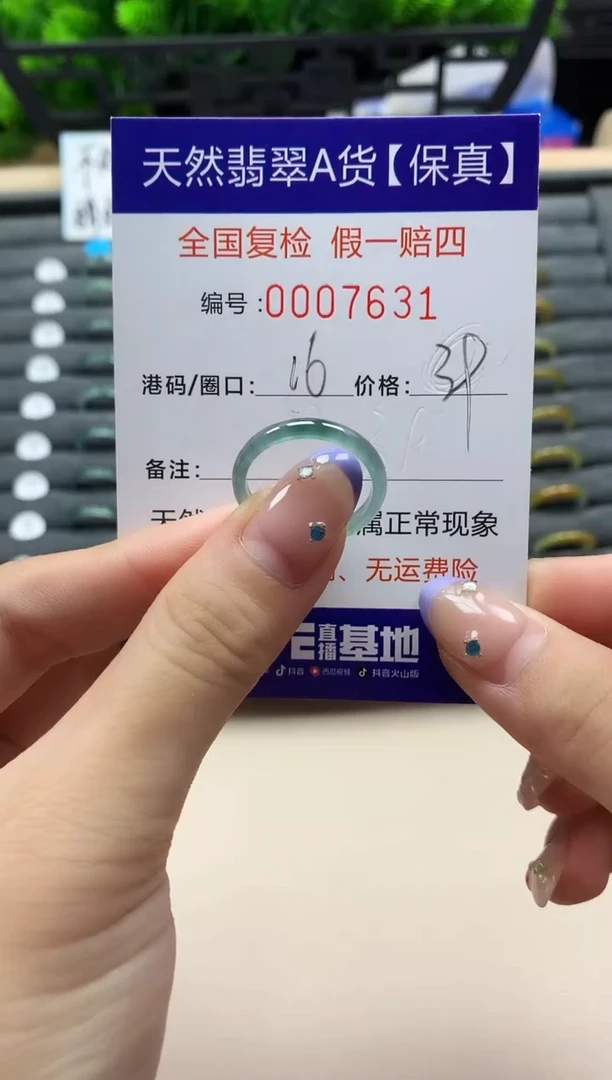 天然翡翠A货【保真】
全国复检 假一赔四
编号:0007631
港码/圈口: 16 价格:
备注:
天然 属正常现象
、无运费险
直播基地
抖音 西瓜视频 抖音火山版